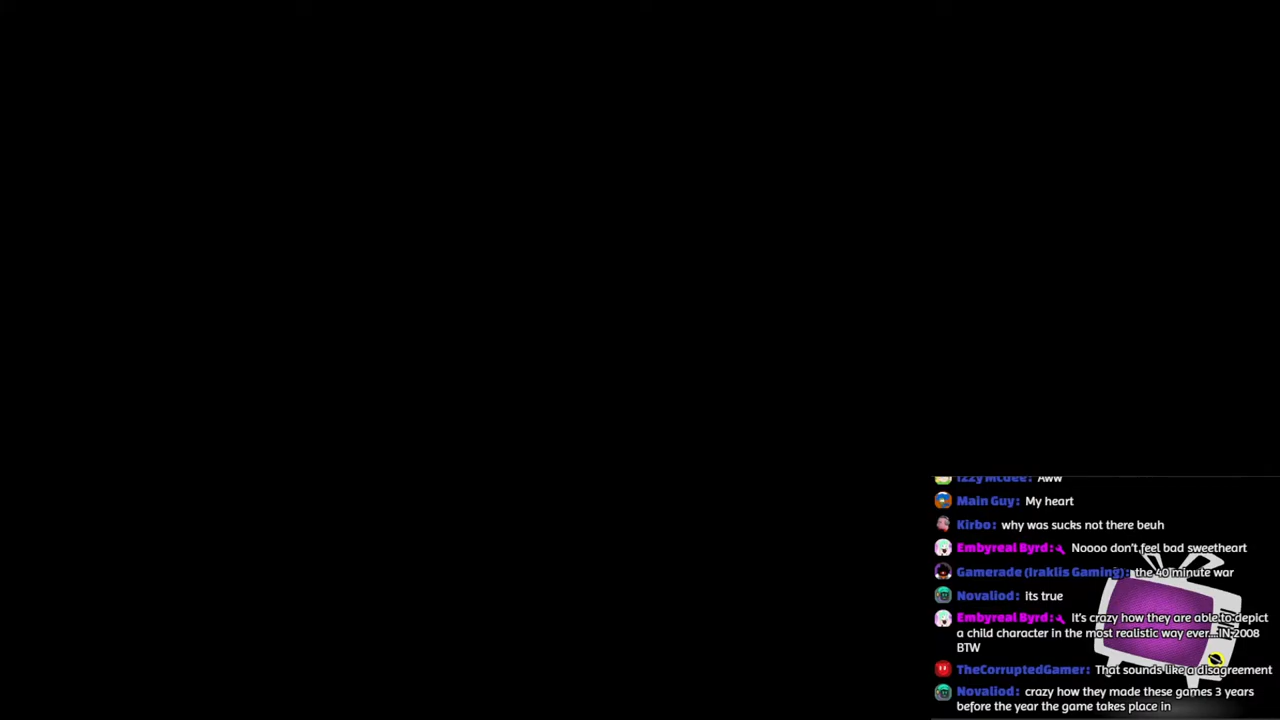 Izzy Mcdee: Aww
Main Guy: My heart
Kirbo: why was sucks not there beuh
Embyreal Byrd: Noooo don't feel bad sweetheart
Gamerade (Iraklis Gaming): the 40 minute war
Novaliod: its true
Embyreal Byrd: It's crazy how they are able to depict
a child character in the most realistic way ever...IN 2008
BTW
TheCorruptedGamer: That sounds like a disagreement
Novaliod: crazy how they made these games 3 years
before the year the game takes place in